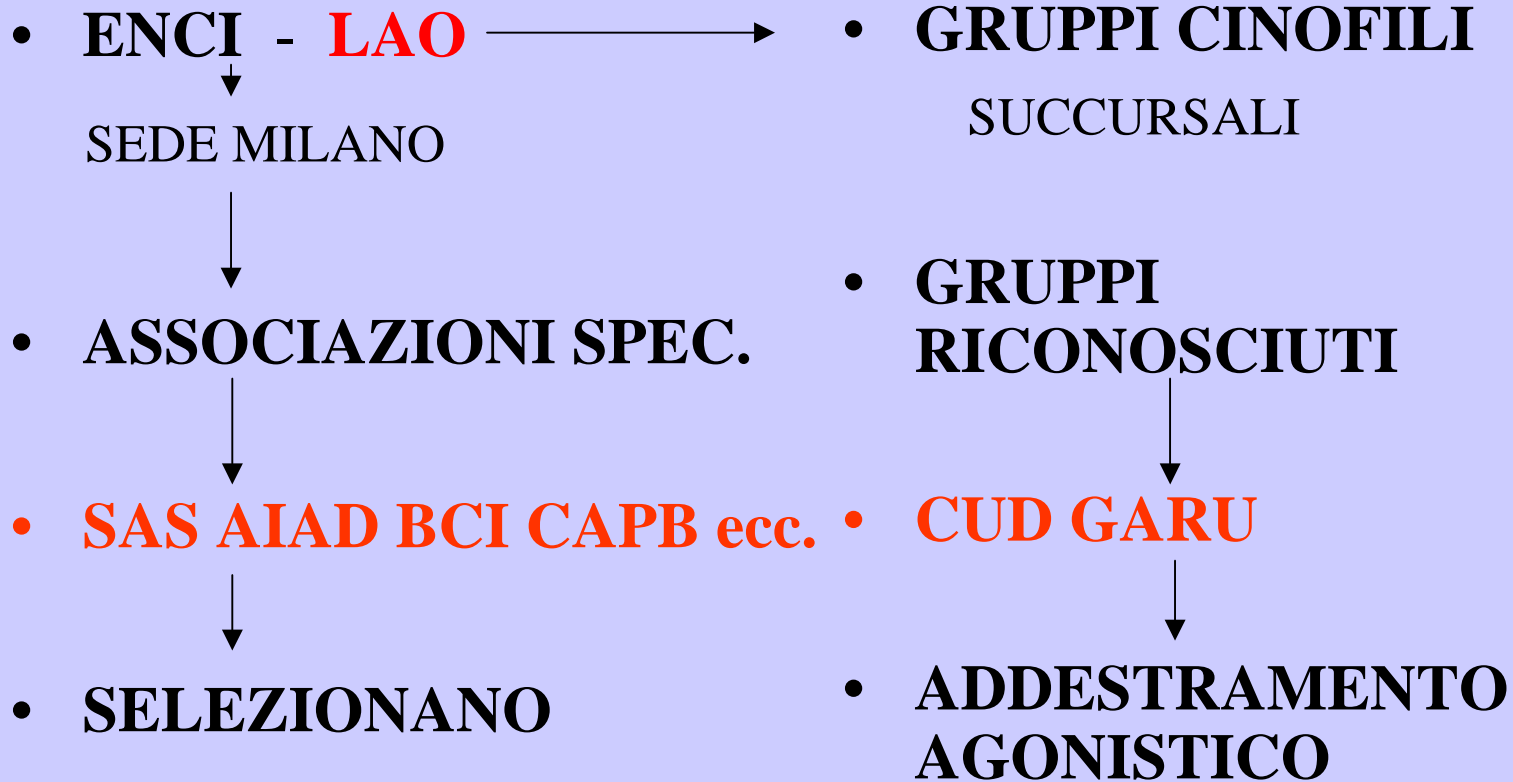 • ENCI - LAO
SEDE MILANO
• ASSOCIAZIONI SPEC.
• SAS AIAD BCI CAPB ecc.
• SELEZIONANO
• GRUPPI CINOFILI
SUCCURSALI
• GRUPPI
RICONOSCIUTI
• CUD GARU
• ADDESTRAMENTO
AGONISTICO